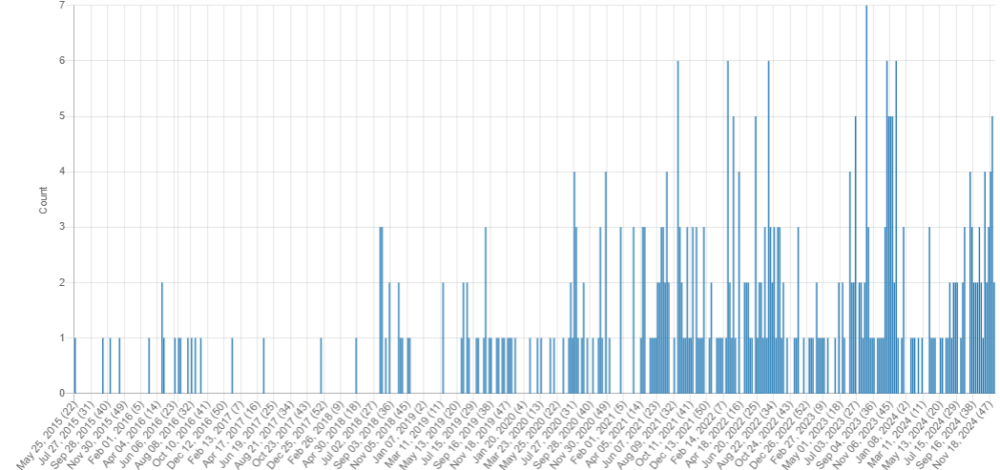 7
6
5
4
3
2
1
0
Count
May 25, 2015 (22)
Jul 27, 2015 (31)
Sep 28, 2015 (40)
Nov 30, 2015 (49)
Feb 01, 2016 (5)
Apr 04, 2016 (14)
Jun 06, 2016 (23)
Aug 08, 2016 (32)
Oct 10, 2016 (41)
Dec 12, 2016 (50)
Feb 13, 2017 (7)
Apr 17, 2017 (16)
Jun 19, 2017 (25)
Aug 21, 2017 (34)
Oct 23, 2017 (43)
Dec 25, 2017 (52)
Feb 26, 2018 (9)
Apr 30, 2018 (18)
Jul 02, 2018 (27)
Sep 03, 2018 (36)
Nov 05, 2018 (45)
Jan 07, 2019 (2)
Mar 11, 2019 (11)
May 13, 2019 (20)
Jul 15, 2019 (29)
Sep 16, 2019 (38)
Nov 18, 2019 (47)
Jan 20, 2020 (4)
Mar 23, 2020 (13)
May 25, 2020 (22)
Jul 27, 2020 (31)
Sep 28, 2020 (40)
Nov 30, 2020 (49)
Feb 01, 2021 (5)
Apr 05, 2021 (14)
Jun 07, 2021 (23)
Aug 09, 2021 (32)
Oct 11, 2021 (41)
Dec 13, 2021 (50)
Feb 14, 2022 (7)
Apr 18, 2022 (16)
Jun 20, 2022 (25)
Aug 22, 2022 (34)
Oct 24, 2022 (43)
Dec 26, 2022 (52)
Feb 27, 2023 (9)
May 01, 2023 (18)
Jul 03, 2023 (27)
Sep 04, 2023 (36)
Nov 06, 2023 (45)
Jan 08, 2024 (2)
Mar 11, 2024 (11)
May 13, 2024 (20)
Jul 15, 2024 (29)
Sep 16, 2024 (38)
Nov 18, 2024 (47)